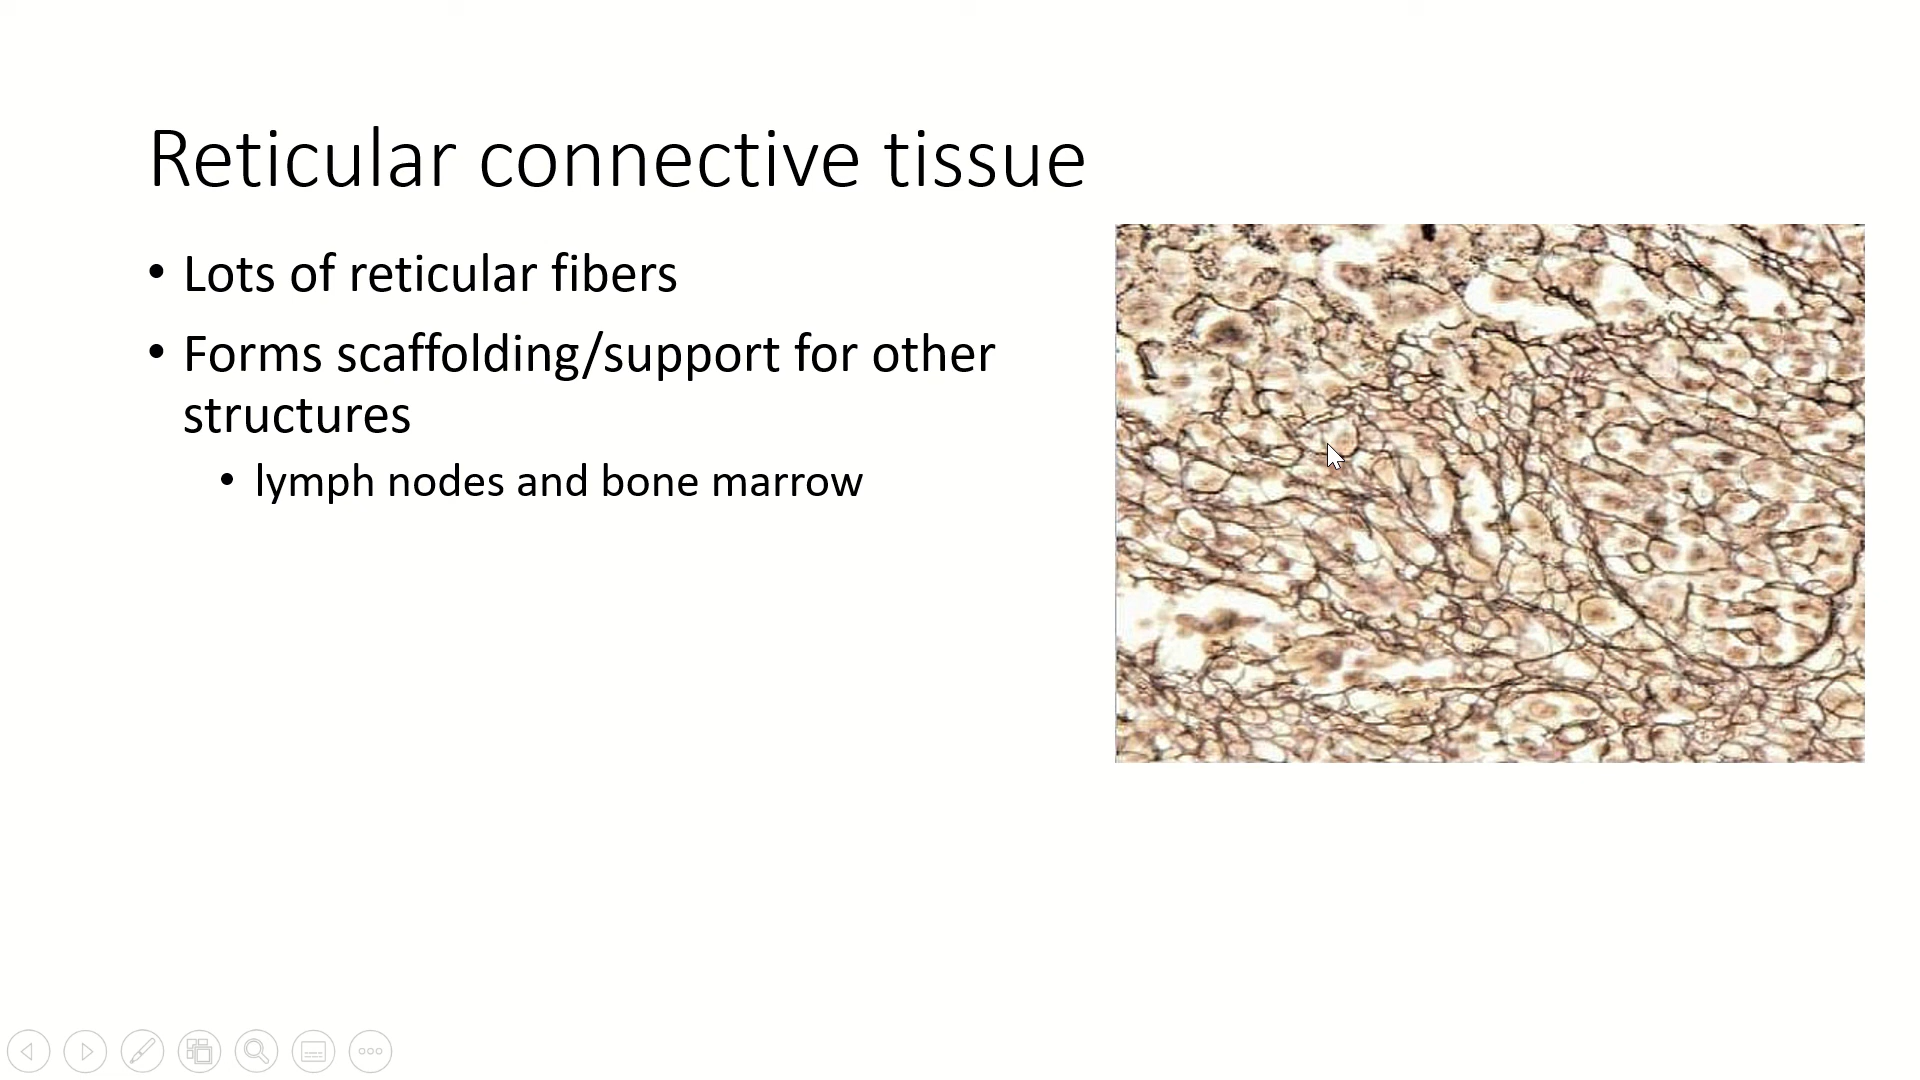 Reticular connective tissue
• Lots of reticular fibers
• Forms scaffolding/support for other
structures
• lymph nodes and bone marrow